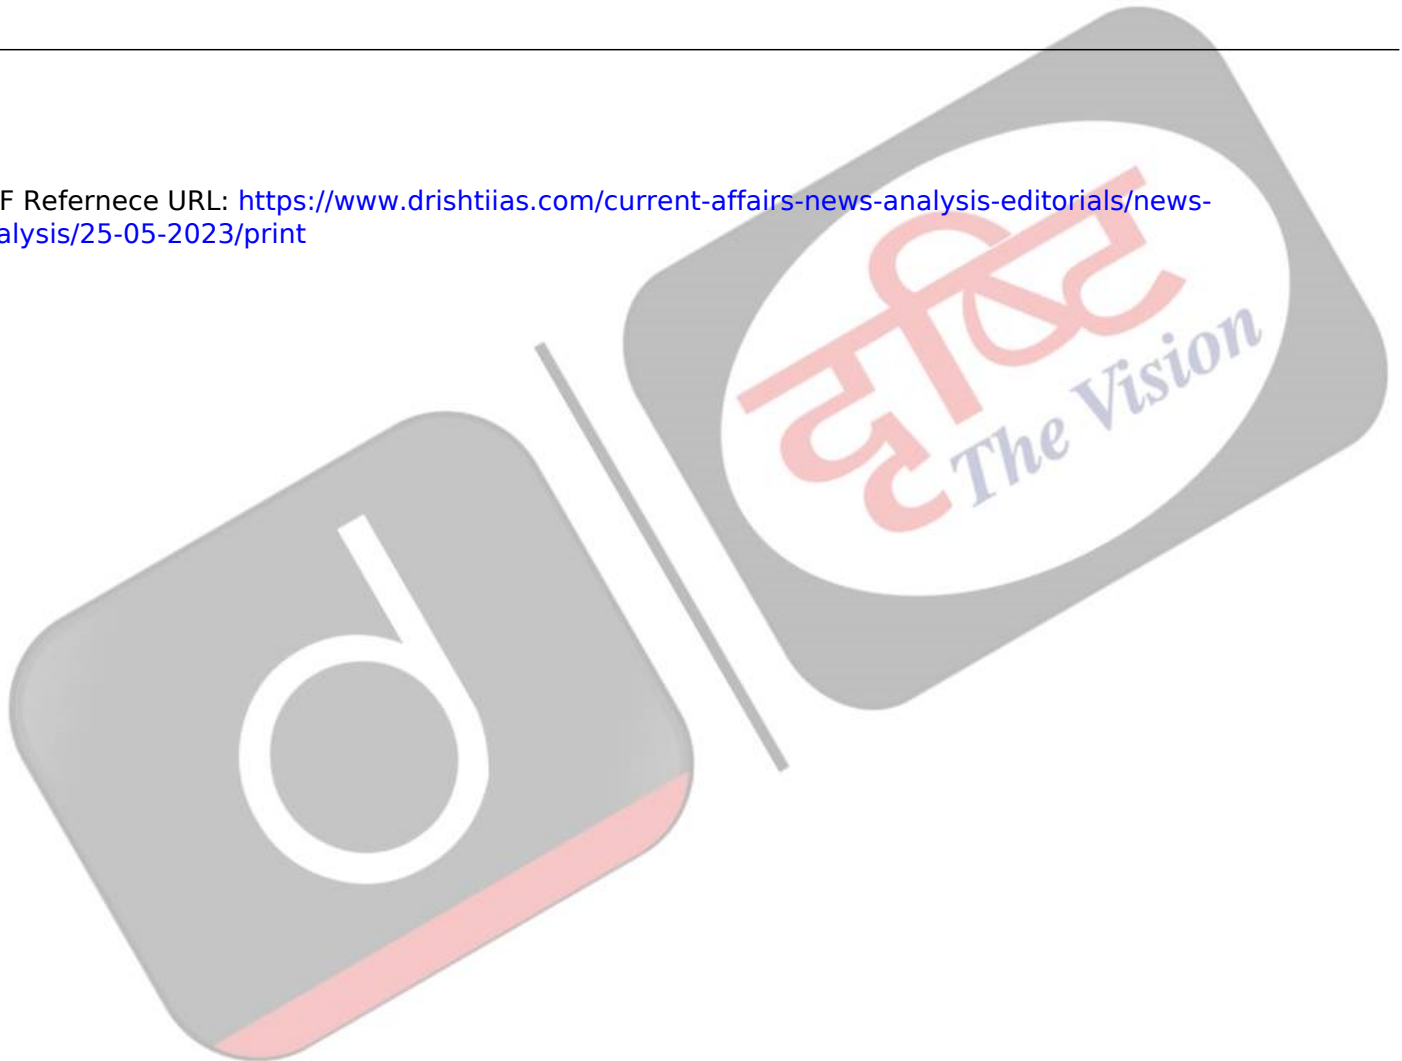 F Refernece URL: https://www.drishtiias.com/current-affairs-news-analysis-editorials/news-
alysis/25-05-2023/print
दृष्टि
The Vision
d